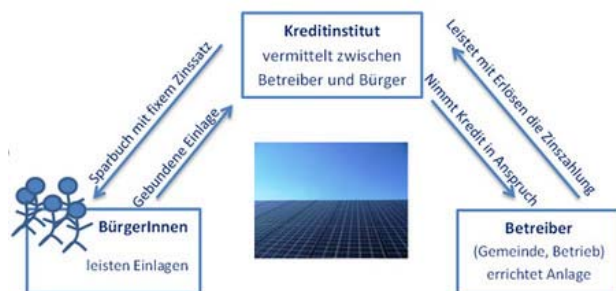 Kreditinstitut
vermittelt zwischen
Betreiber und Bürger
Sparbuch mit fixem Zinssatz
Gebundene Einlage
Leistet mit Erlösen die Zinszahlung
Nimmt Kredit in Anspruch
BürgerInnen
leisten Einlagen
Betreiber
(Gemeinde, Betrieb)
errichtet Anlage